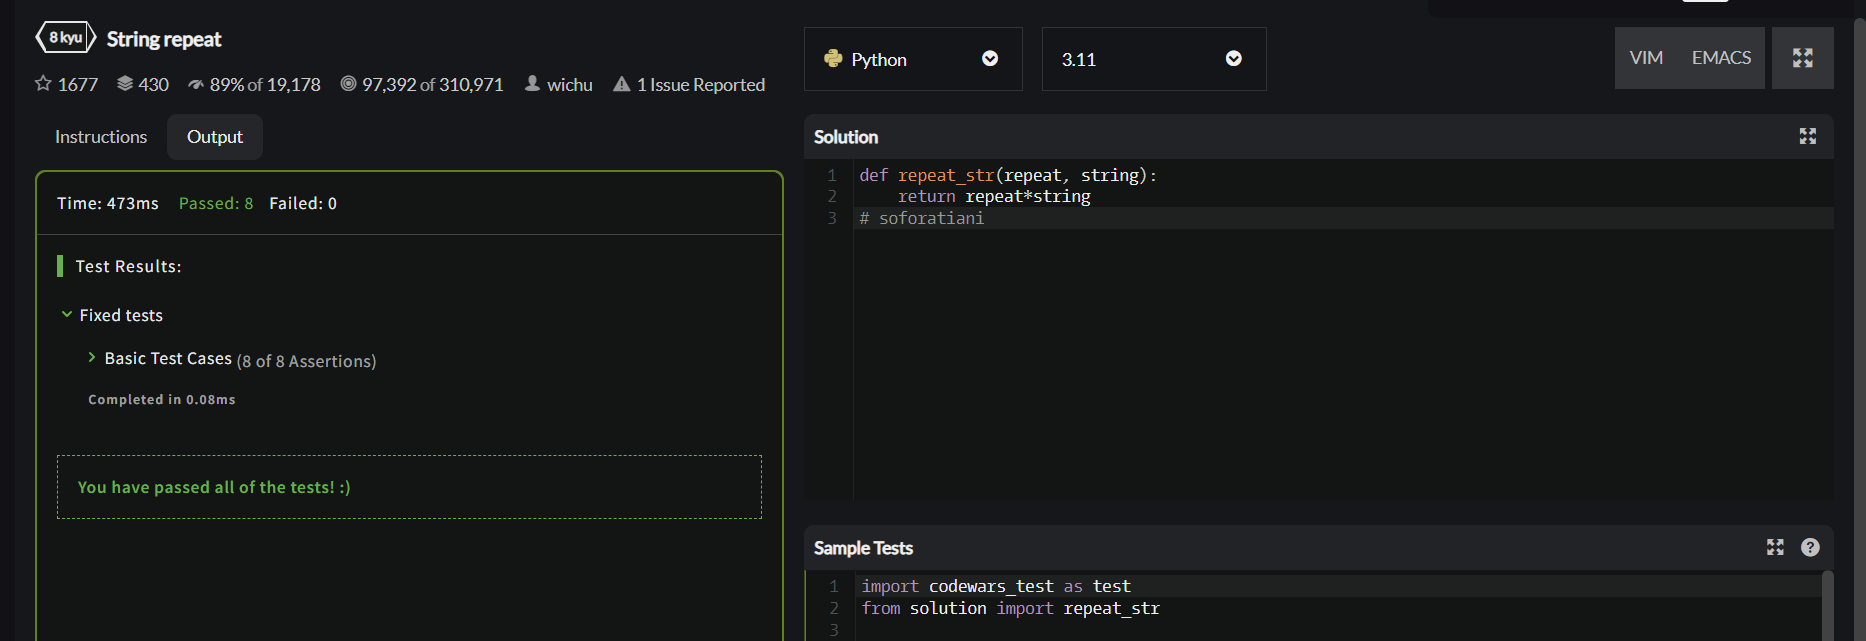 8 kyu String repeat
1677 430 89% of 19,178 97,392 of 310,971 wichu 1 Issue Reported
Instructions Output
Time: 473ms Passed: 8 Failed: 0
Test Results:
Fixed tests
Basic Test Cases (8 of 8 Assertions)
Completed in 0.08ms
You have passed all of the tests! :)
Python 3.11 VIM EMACS
Solution
1 def repeat_str(repeat, string):
2     return repeat*string
3 # soforatiani
Sample Tests ?
1 import codewars_test as test
2 from solution import repeat_str
3